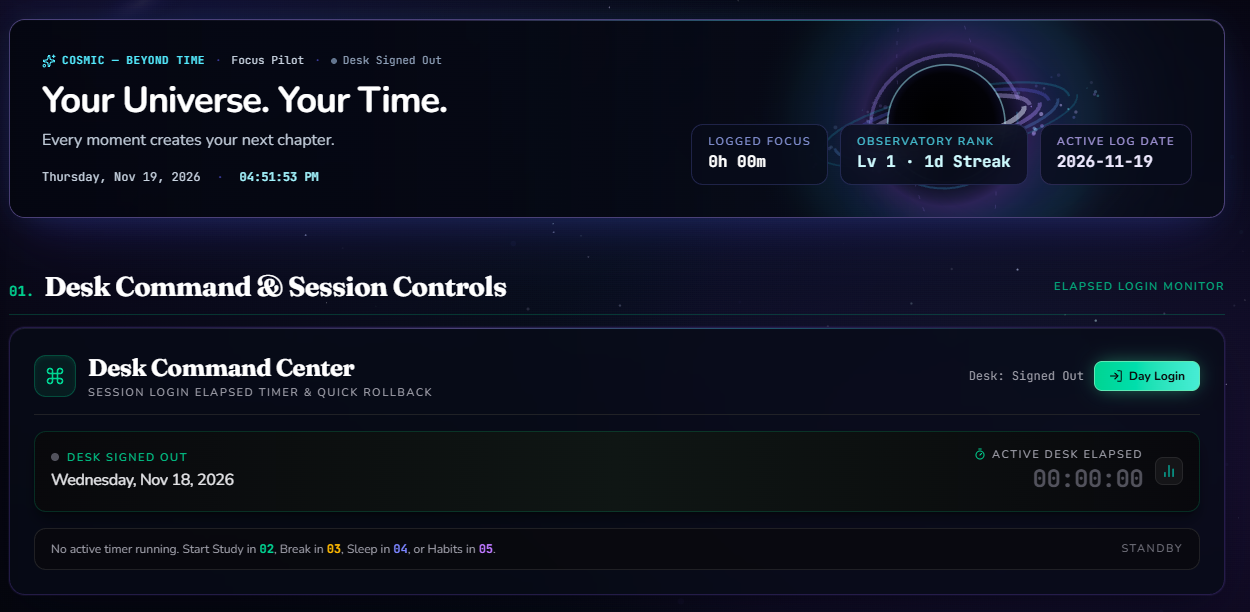 COSMIC — BEYOND TIME · Focus Pilot · Desk Signed Out
Your Universe. Your Time.
Every moment creates your next chapter.
Thursday, Nov 19, 2026 · 04:51:53 PM
LOGGED FOCUS
0h 00m
OBSERVATORY RANK
Lv 1 · 1d Streak
ACTIVE LOG DATE
2026-11-19
01. Desk Command & Session Controls
ELAPSED LOGIN MONITOR
Desk Command Center
SESSION LOGIN ELAPSED TIMER & QUICK ROLLBACK
Desk: Signed Out
Day Login
DESK SIGNED OUT
Wednesday, Nov 18, 2026
ACTIVE DESK ELAPSED
00:00:00
No active timer running. Start Study in 02, Break in 03, Sleep in 04, or Habits in 05.
STANDBY